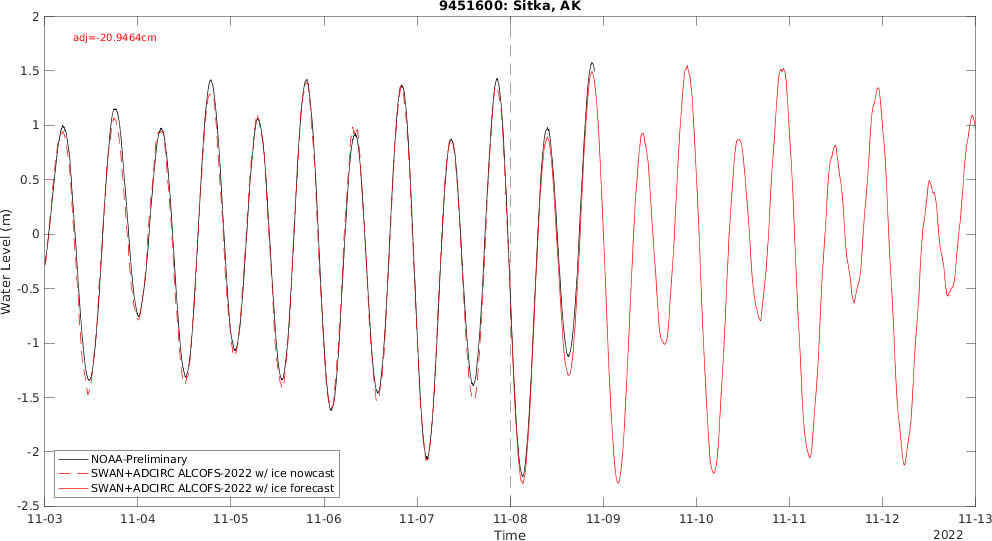 9451600: Sitka, AK
adj=-20.9464cm
2
1.5
1
0.5
0
-0.5
-1
-1.5
-2
-2.5
Water Level (m)
NOAA-Preliminary
SWAN+ADCIRC ALCOFS-2022 w/ ice nowcast
SWAN+ADCIRC ALCOFS-2022 w/ ice forecast
11-03 11-04 11-05 11-06 11-07 11-08 11-09 11-10 11-11 11-12 11-13
Time
2022